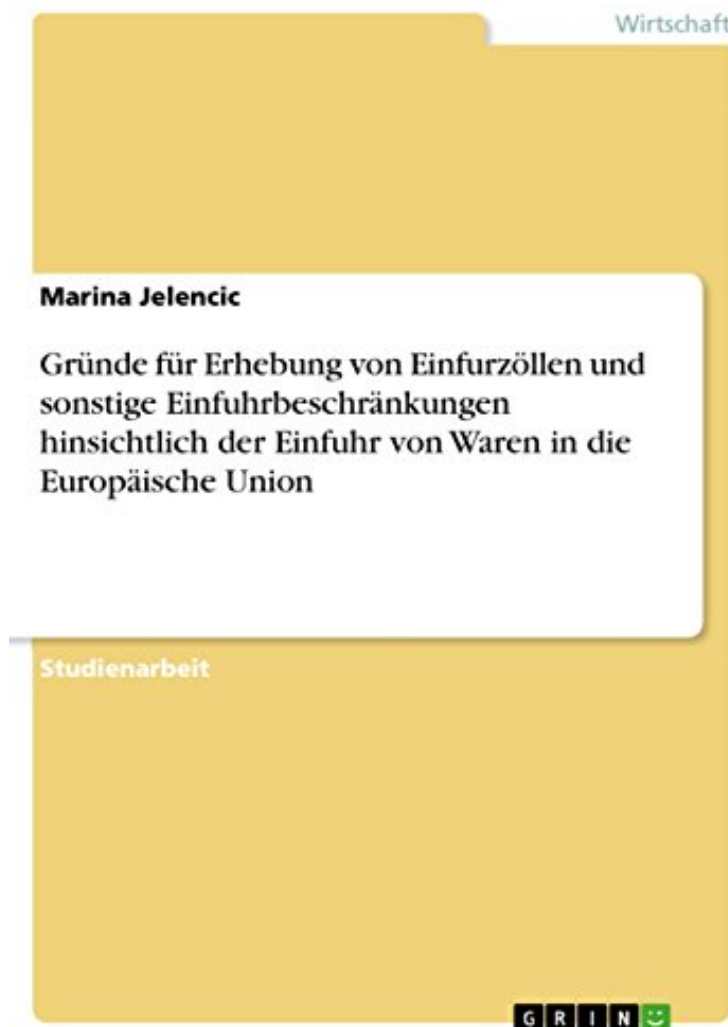 Wirtschaft
Marina Jelencic
Gründe für Erhebung von Einfurzöllen und
sonstige Einfuhrbeschränkungen
hinsichtlich der Einfuhr von Waren in die
Europäische Union
Studienarbeit
GRIN